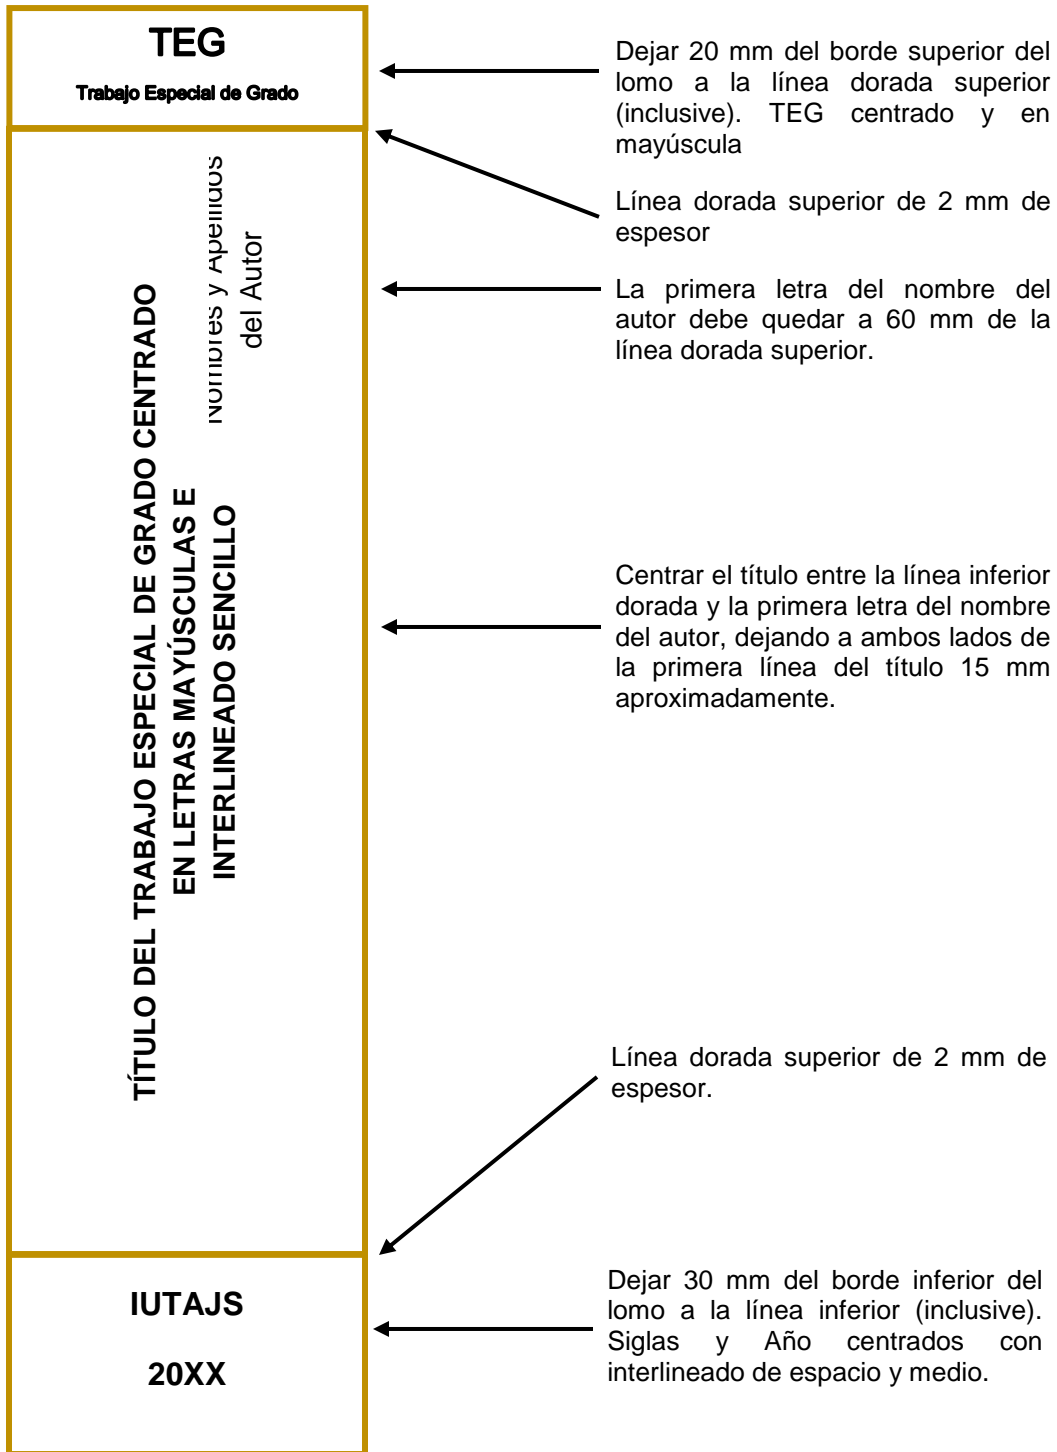 TEG
Trabajo Especial de Grado
Dejar 20 mm del borde superior del
lomo a la línea dorada superior
(inclusive). TEG centrado y en
mayúscula
Línea dorada superior de 2 mm de
espesor
Nombres y Apellidos
del Autor
La primera letra del nombre del
autor debe quedar a 60 mm de la
línea dorada superior.
TÍTULO DEL TRABAJO ESPECIAL DE GRADO CENTRADO
EN LETRAS MAYÚSCULAS E
INTERLINEADO SENCILLO
Centrar el título entre la línea inferior
dorada y la primera letra del nombre
del autor, dejando a ambos lados de
la primera línea del título 15 mm
aproximadamente.
Línea dorada superior de 2 mm de
espesor.
IUTAJS
20XX
Dejar 30 mm del borde inferior del
lomo a la línea inferior (inclusive).
Siglas y Año centrados con
interlineado de espacio y medio.